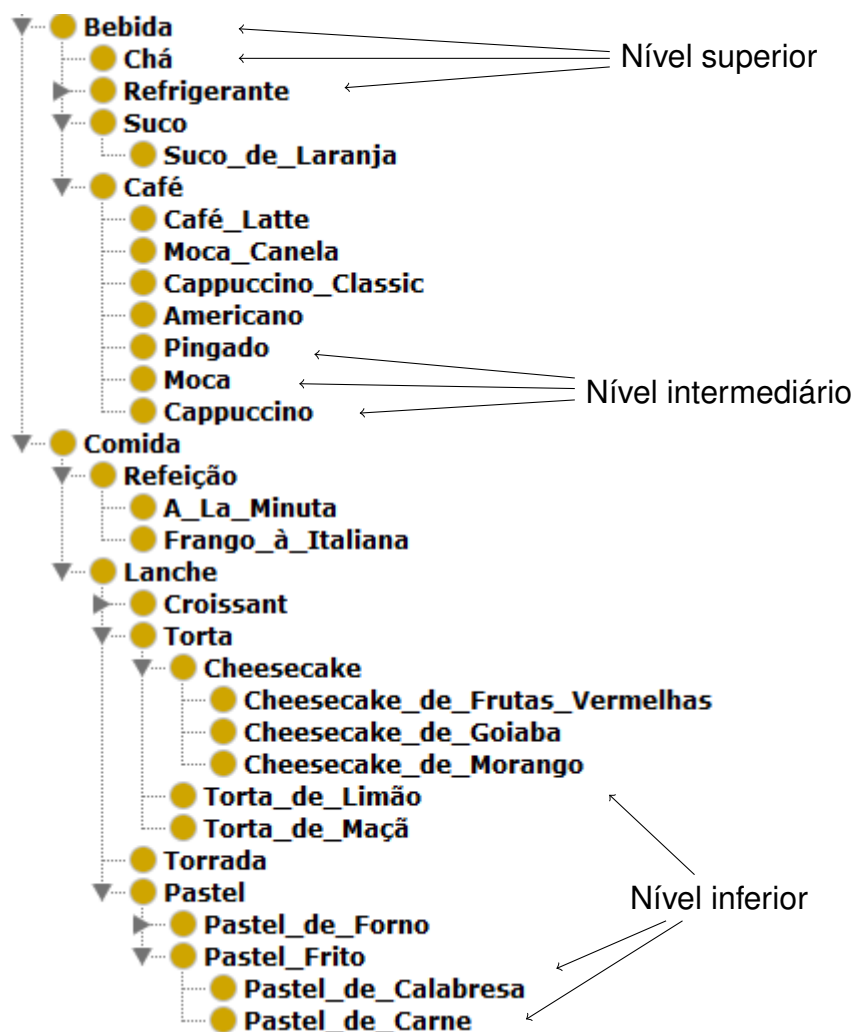 Bebida
Nível superior
Chá
Refrigerante
Suco
Suco_de_Laranja
Café
Café_Latte
Moca_Canela
Cappuccino_Classic
Americano
Pingado
Moca
Nível intermediário
Cappuccino
Comida
Refeição
A_La_Minuta
Frango_à_Italiana
Lanche
Croissant
Torta
Cheesecake
Cheesecake_de_Frutas_Vermelhas
Cheesecake_de_Goiaba
Cheesecake_de_Morango
Torta_de_Limão
Torta_de_Maçã
Torrada
Pastel
Nível inferior
Pastel_de_Forno
Pastel_Frito
Pastel_de_Calabresa
Pastel_de_Carne